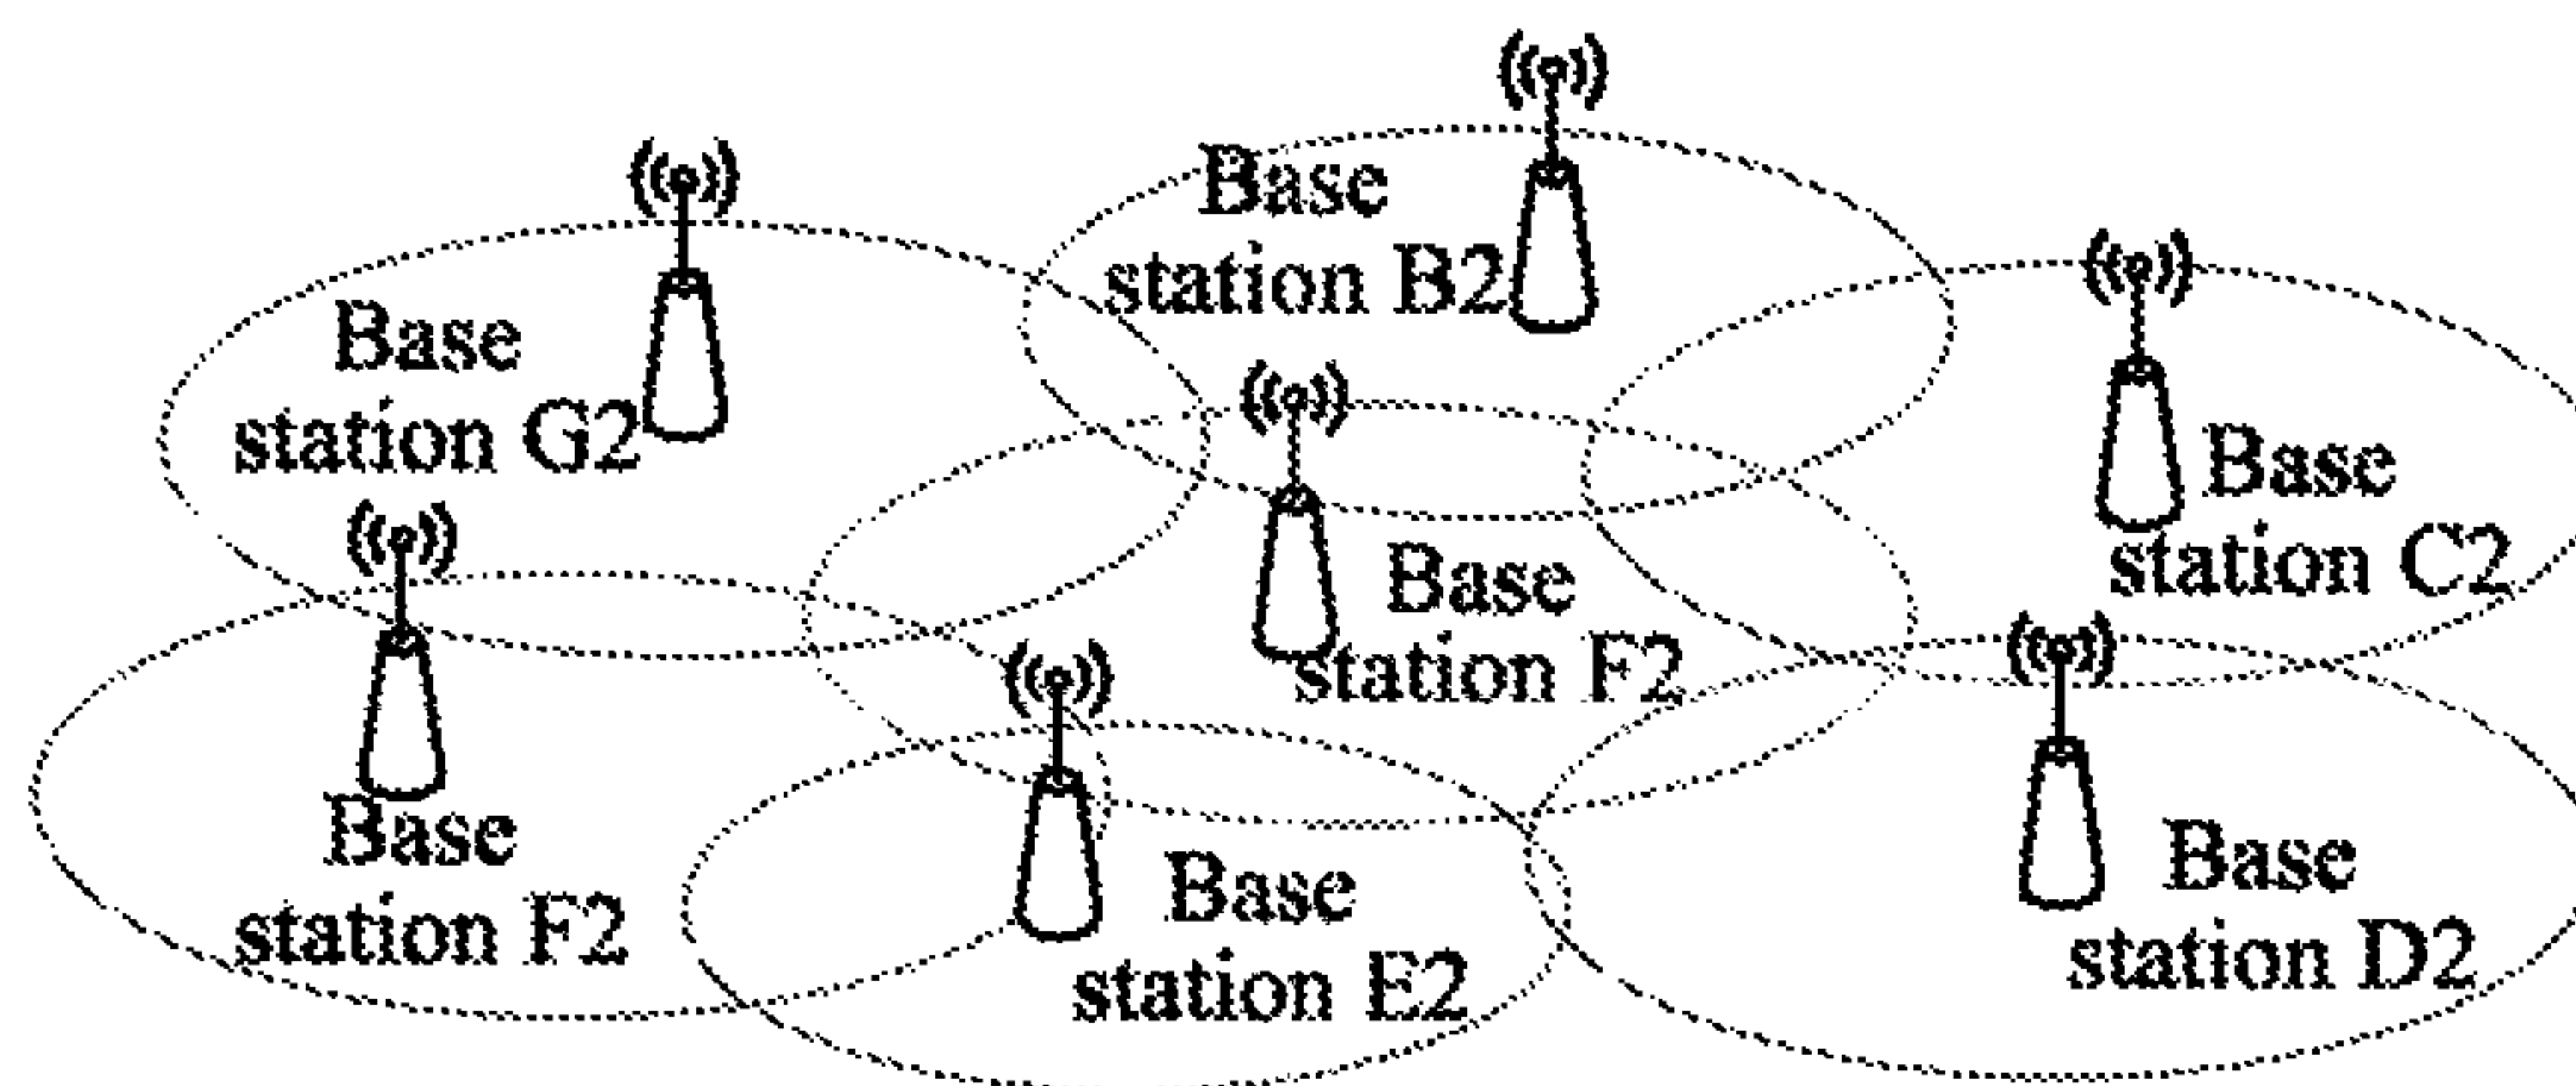 Base
station B2
Base
station G2
Base
station C2
Base
station F2
Base
station F2
Base
station E2
Base
station D2